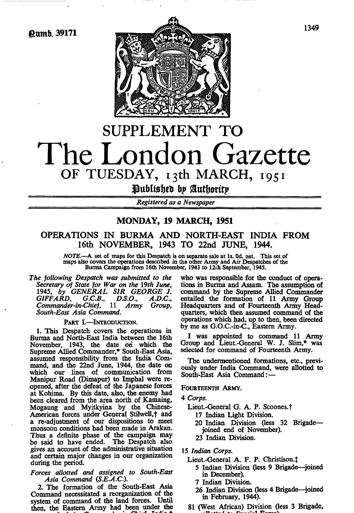 Numb. 39171
1349
SUPPLEMENT TO
The London Gazette
OF TUESDAY, 13th MARCH, 1951
Published by Authority
Registered as a Newspaper
MONDAY, 19 MARCH, 1951
OPERATIONS IN BURMA AND NORTH-EAST INDIA FROM
16th NOVEMBER, 1943 TO 22nd JUNE, 1944.
NOTE.—A set of maps for this Despatch is on separate sale at 1s. 0d. net. This set of
maps also covers the operations described in the other Army and Air Despatches of the
Burma Campaign from 16th November, 1943 to 12th September, 1945.
The following Despatch was submitted to the
Secretary of State for War on the 19th June,
1945, by GENERAL SIR GEORGE J.
GIFFARD, G.C.B., D.S.O., A.D.C.,
Commander-in-Chief, 11 Army Group,
South-East Asia Command.
PART I.—INTRODUCTION.
1. This Despatch covers the operations in
Burma and North-East India between the 16th
November, 1943, the date on which the
Supreme Allied Commander,* South-East Asia,
assumed responsibility from the India Com-
mand, and the 22nd June, 1944, the date on
which our lines of communication from
Manipur Road (Dimapur) to Imphal were re-
opened, after the defeat of the Japanese forces
at Kohima. By this date, also, the enemy had
been cleared from the area north of Kamaing,
Mogaung and Myitkyina by the Chinese-
American forces under General Stilwell,† and
a re-adjustment of our dispositions to meet
monsoon conditions had been made in Arakan.
Thus a definite phase of the campaign may
be said to have ended. The Despatch also
gives an account of the administrative situation
and certain major changes in our organization
during the period.
Forces allotted and assigned to South-East
Asia Command (S.E.A.C.).
2. The formation of the South-East Asia
Command necessitated a reorganization of the
system of command of the land forces. Until
then, the Eastern Army had been under the
who was responsible for the conduct of opera-
tions in Burma and Assam. The assumption of
command by the Supreme Allied Commander
entailed the formation of 11 Army Group
Headquarters and of Fourteenth Army Head-
quarters, which then assumed command of the
operations which had, up to then, been directed
by me as G.O.C.-in-C., Eastern Army.
I was appointed to command 11 Army
Group and Lieut.-General W. J. Slim,* was
selected for command of Fourteenth Army.
The undermentioned formations, etc., previ-
ously under India Command, were allotted to
South-East Asia Command:—
FOURTEENTH ARMY.
4 Corps.
Lieut.-General G. A. P. Scoones.†
17 Indian Light Division.
20 Indian Division (less 32 Brigade—
joined end of November).
23 Indian Division.
15 Indian Corps.
Lieut.-General A. F. P. Christison.‡
5 Indian Division (less 9 Brigade—joined
in December).
7 Indian Division.
26 Indian Division (less 4 Brigade—joined
in February, 1944).
81 (West African) Division (less 3 Brigade,